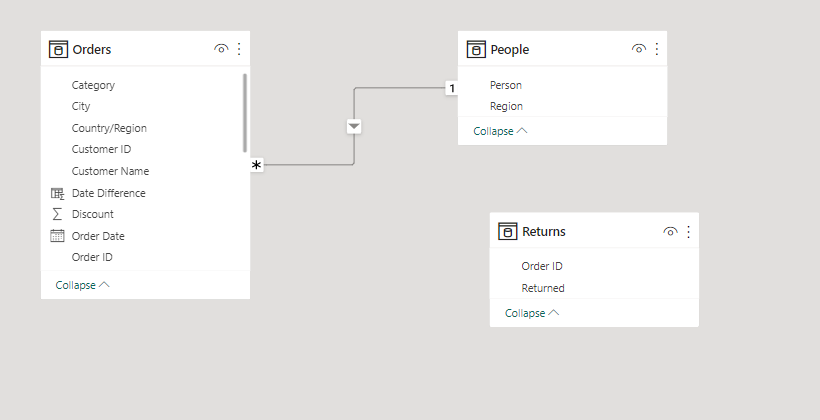 Orders
Category
City
Country/Region
Customer ID
Customer Name
Date Difference
Discount
Order Date
Order ID
Collapse
*
1
People
Person
Region
Collapse
Returns
Order ID
Returned
Collapse